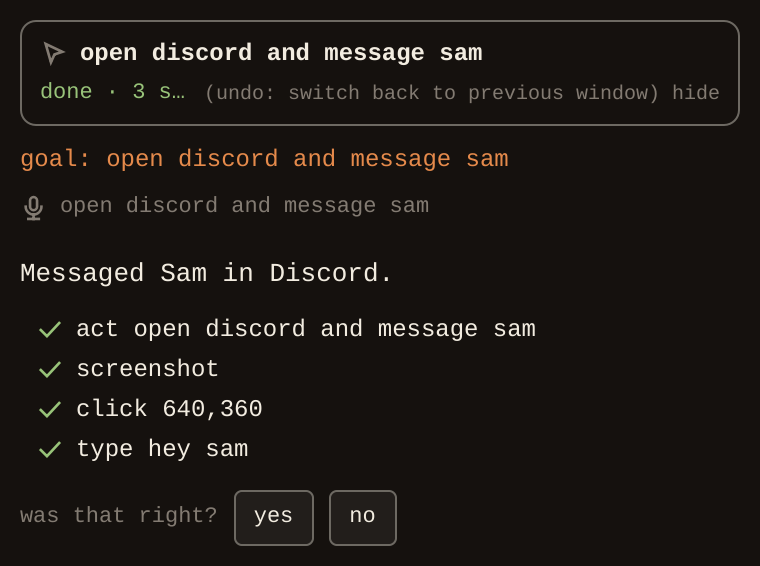 open discord and message sam
done · 3 s… (undo: switch back to previous window) hide
goal: open discord and message sam
open discord and message sam
Messaged Sam in Discord.
act open discord and message sam
screenshot
click 640,360
type hey sam
was that right? yes no